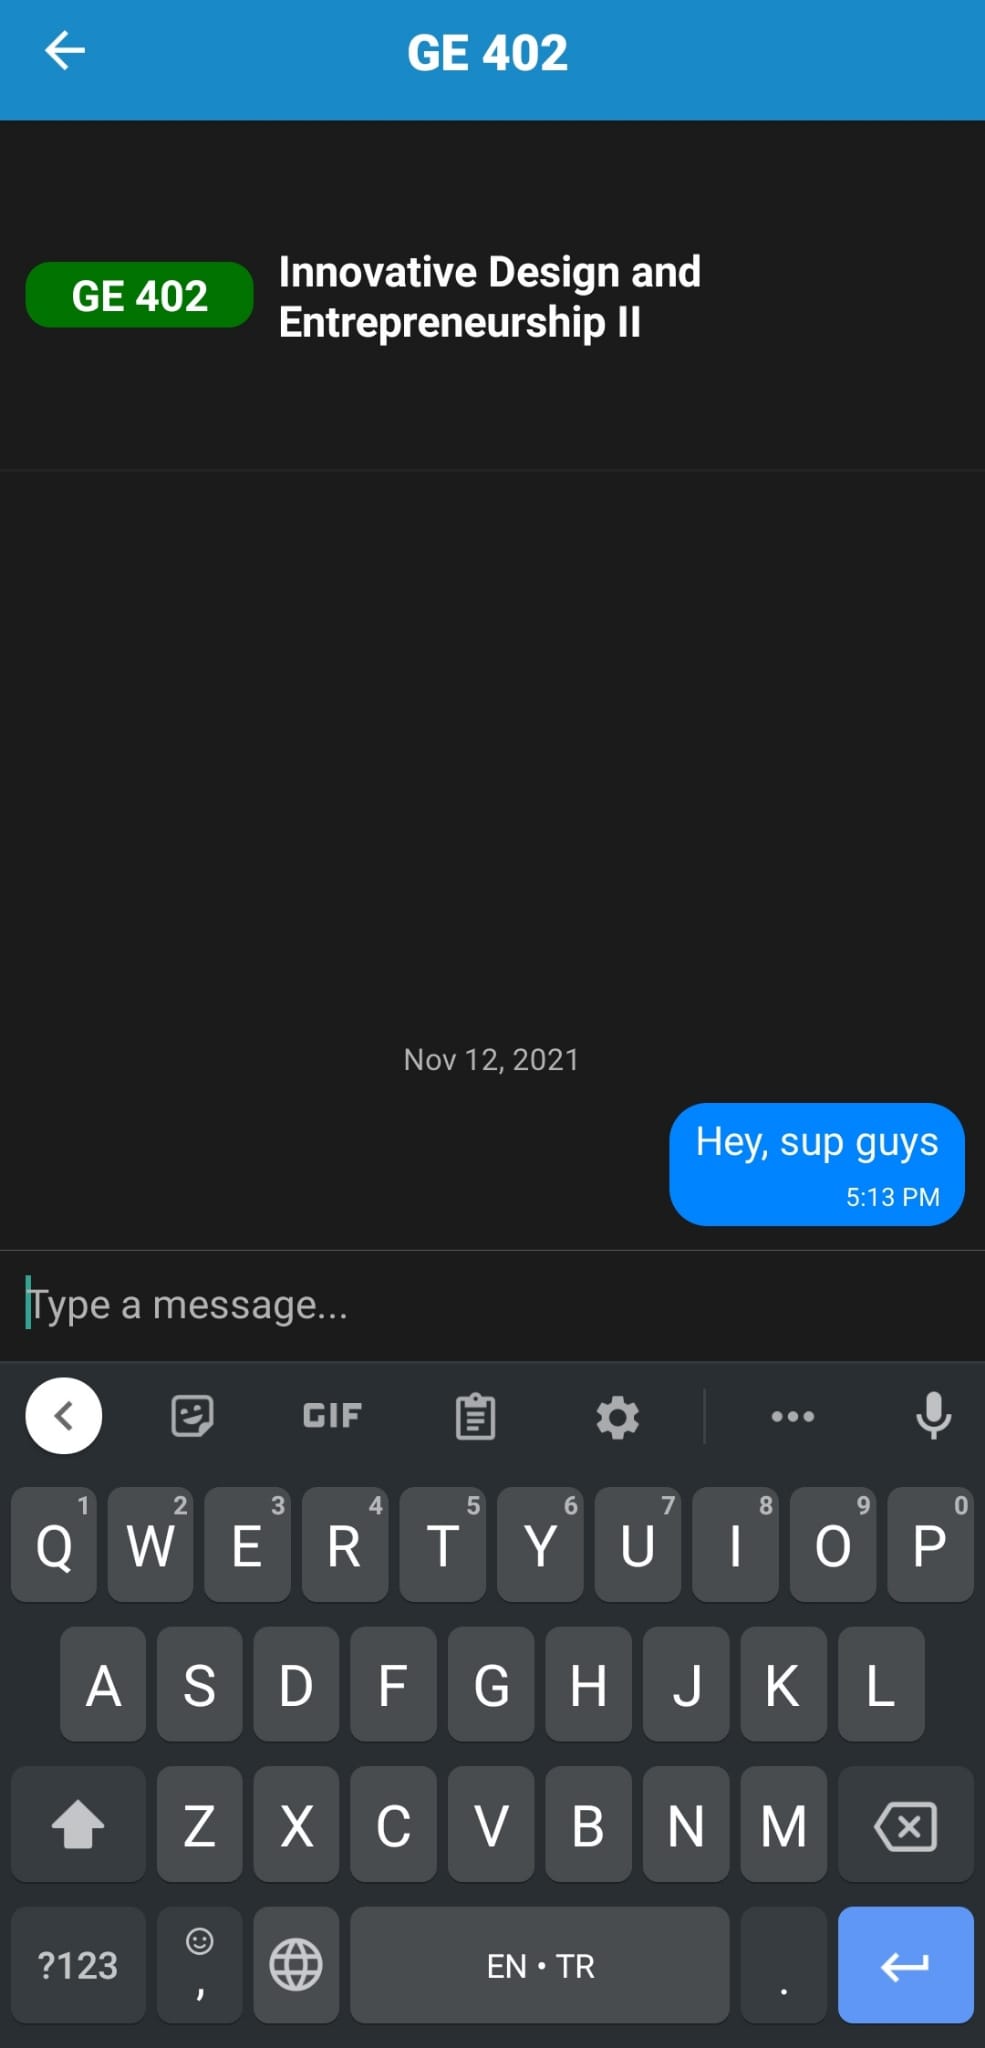 GE 402
GE 402
Innovative Design and
Entrepreneurship II
Nov 12, 2021
Hey, sup guys
5:13 PM
Type a message...
GIF
1 2 3 4 5 6 7 8 9 0
Q W E R T Y U I O P
A S D F G H J K L
Z X C V B N M
?123 , EN • TR .